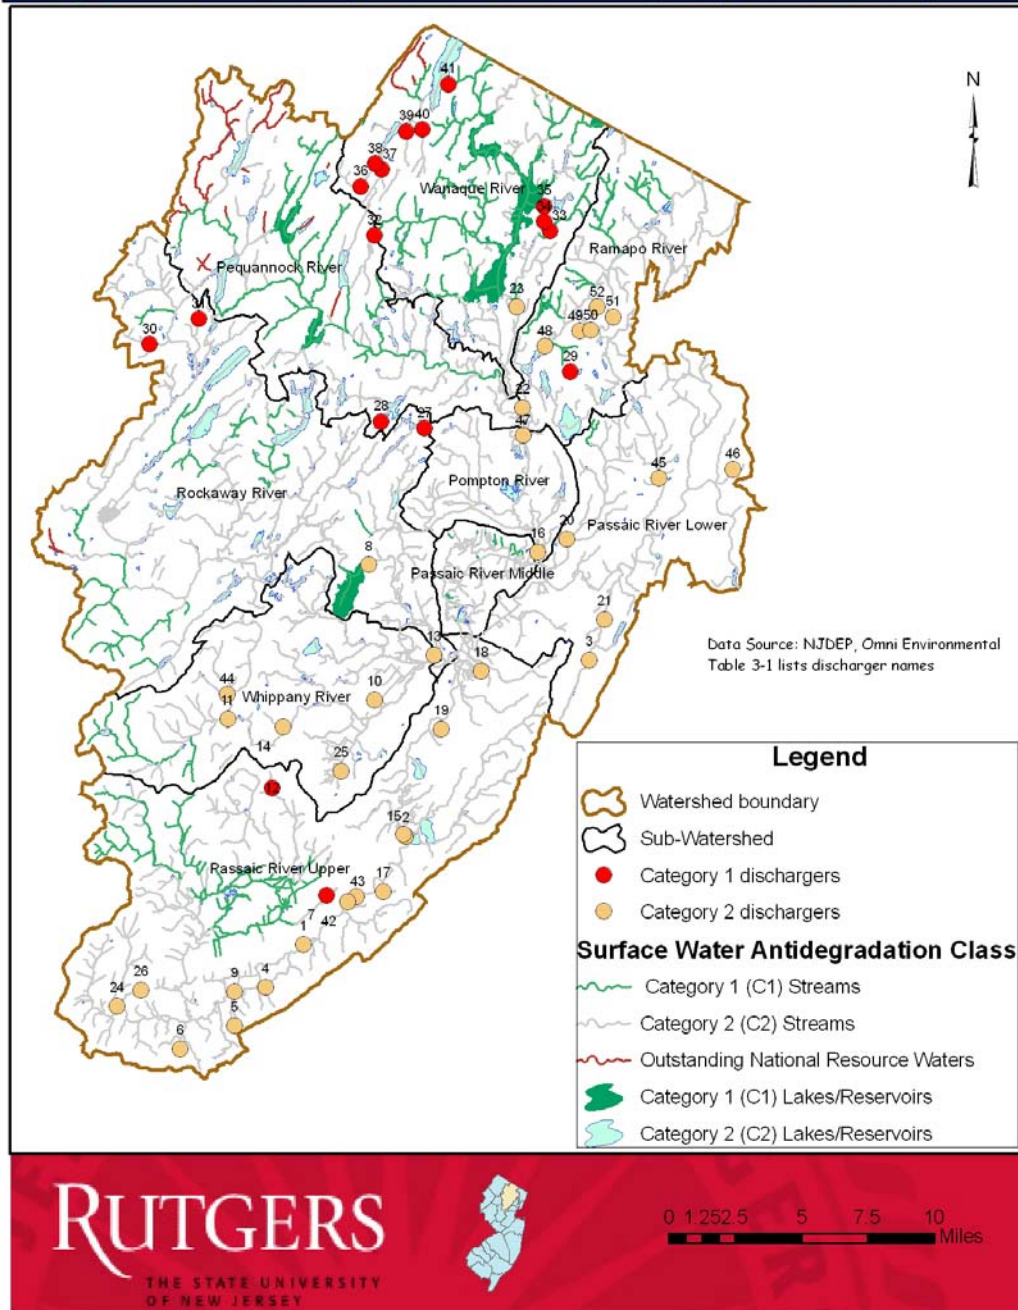 N
41
39 40
38
37
36
Wanaque River
35
34
33
32
Ramapo River
Pequannock River
23
52
51
31
49 50
30
48
29
22
28
27
47
46
45
Pompton River
Rockaway River
20
Passaic River Lower
16
8
Passaic River Middle
21
Data Source: NJDEP, Omni Environmental
Table 3-1 lists discharger names
13
3
18
44
10
Whippany River
11
19
14
25
12
15 2
Passaic River Upper
43
17
7
42
1
26
9
4
24
5
6
Legend
Watershed boundary
Sub-Watershed
Category 1 dischargers
Category 2 dischargers
Surface Water Antidegradation Class
Category 1 (C1) Streams
Category 2 (C2) Streams
Outstanding National Resource Waters
Category 1 (C1) Lakes/Reservoirs
Category 2 (C2) Lakes/Reservoirs
RUTGERS
THE STATE UNIVERSITY
OF NEW JERSEY
0 1.25 2.5 5 7.5 10
Miles